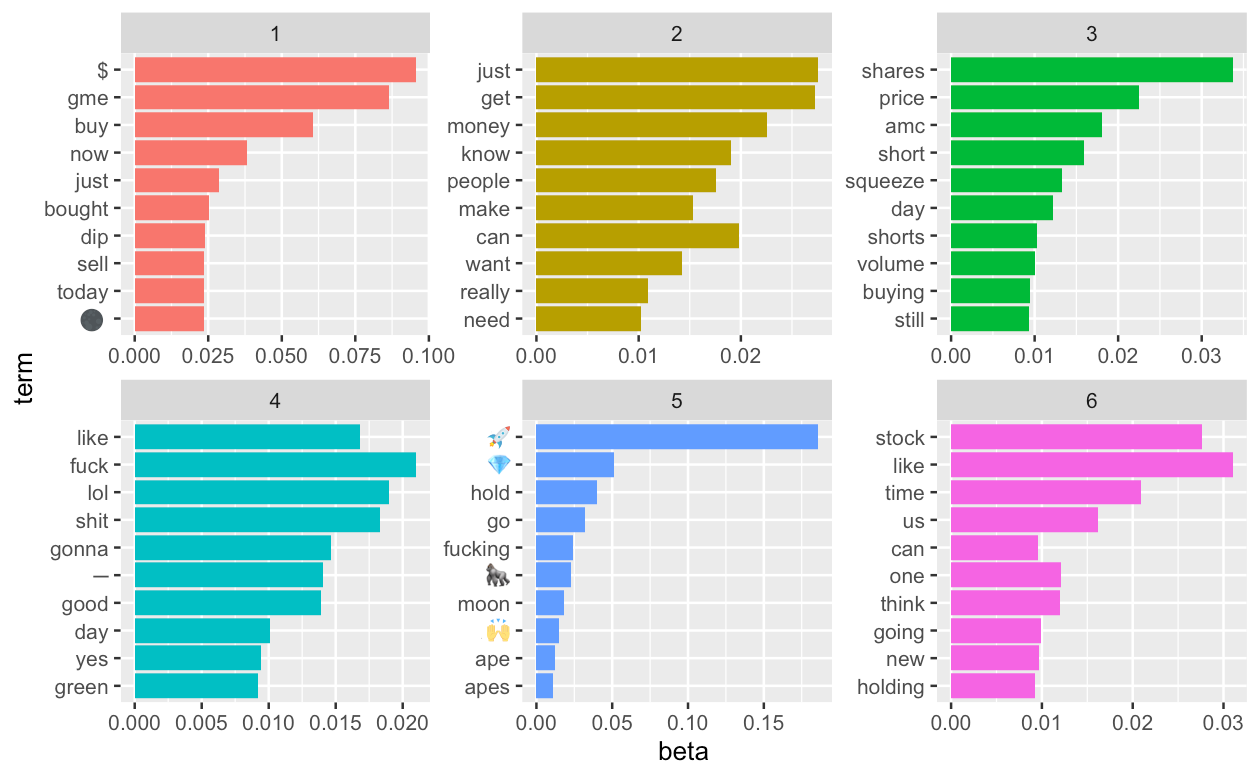 1
$
gme
buy
now
just
bought
dip
sell
today
🌑
0.000 0.025 0.050 0.075 0.100
2
just
get
money
know
people
make
can
want
really
need
0.00 0.01 0.02
3
shares
price
amc
short
squeeze
day
shorts
volume
buying
still
0.00 0.01 0.02 0.03
term
4
like
fuck
lol
shit
gonna
—
good
day
yes
green
0.000 0.005 0.010 0.015 0.020
5
🚀
💎
hold
go
fucking
🦍
moon
🙌
ape
apes
0.00 0.05 0.10 0.15
6
stock
like
time
us
can
one
think
going
new
holding
0.00 0.01 0.02 0.03
beta